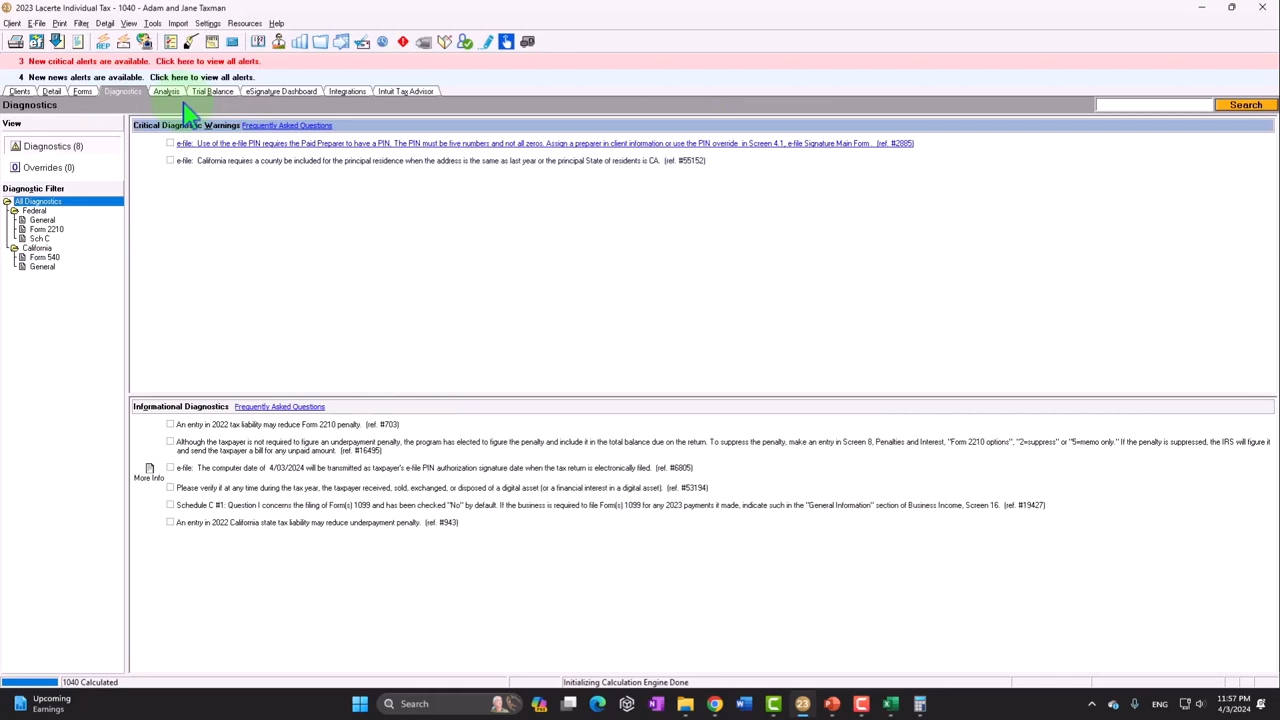 2023 Lacerte Individual Tax - 1040 - Adam and Jane Taxman
Client E-File Print Filter Detail View Tools Import Settings Resources Help
3 New critical alerts are available. Click here to view all alerts.
4 New news alerts are available. Click here to view all alerts.
Clients Detail Forms Diagnostics Analysis Trial Balance eSignature Dashboard Integrations Intuit Tax Advisor
Diagnostics Search
View
Diagnostics (8)
Overrides (0)
Diagnostic Filter
All Diagnostics
Federal
General
Form 2210
Sch C
California
Form 540
General
Critical Diagnostic Warnings Frequently Asked Questions
e-file: Use of the e-file PIN requires the Paid Preparer to have a PIN. The PIN must be five numbers and not all zeros. Assign a preparer in client information or use the PIN override in Screen 4.1, e-file Signature Main Form.. (ref. #2885)
e-file: California requires a county be included for the principal residence when the address is the same as last year or the principal State of residents is CA. (ref. #55152)
Informational Diagnostics Frequently Asked Questions
An entry in 2022 tax liability may reduce Form 2210 penalty. (ref. #703)
Although the taxpayer is not required to figure an underpayment penalty, the program has elected to figure the penalty and include it in the total balance due on the return. To suppress the penalty, make an entry in Screen 8, Penalties and Interest, "Form 2210 options", "2=suppress" or "5=memo only." If the penalty is suppressed, the IRS will figure it
and send the taxpayer a bill for any unpaid amount. (ref. #16495)
More Info
e-file: The computer date of 4/03/2024 will be transmitted as taxpayer's e-file PIN authorization signature date when the tax return is electronically filed. (ref. #6805)
Please verify if at any time during the tax year, the taxpayer received, sold, exchanged, or disposed of a digital asset (or a financial interest in a digital asset). (ref. #53194)
Schedule C #1: Question I concerns the filing of Form(s) 1099 and has been checked "No" by default. If the business is required to file Form(s) 1099 for any 2023 payments it made, indicate such in the "General Information" section of Business Income, Screen 16. (ref. #19427)
An entry in 2022 California state tax liability may reduce underpayment penalty. (ref. #943)
1040 Calculated Initializing Calculation Engine Done
Upcoming
Earnings
Search
23
ENG
11:57 PM
4/3/2024